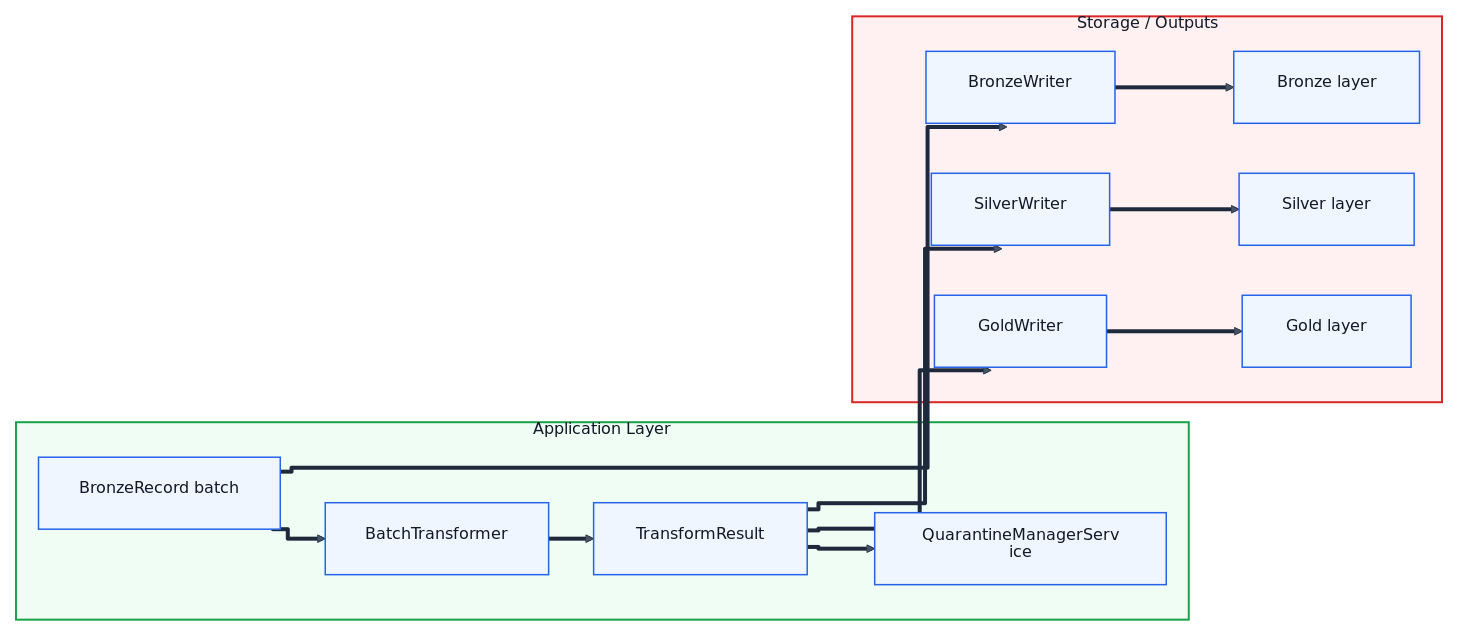 Storage / Outputs
BronzeWriter
Bronze layer
SilverWriter
Silver layer
GoldWriter
Gold layer
Application Layer
BronzeRecord batch
BatchTransformer
TransformResult
QuarantineManagerServ
ice